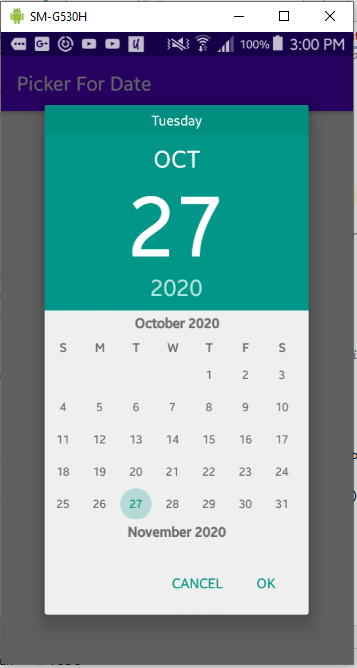 SM-G530H
100% 3:00 PM
Picker For Date
Tuesday
OCT
27
2020
October 2020
S M T W T F S
1 2 3
4 5 6 7 8 9 10
11 12 13 14 15 16 17
18 19 20 21 22 23 24
25 26 27 28 29 30 31
November 2020
CANCEL OK